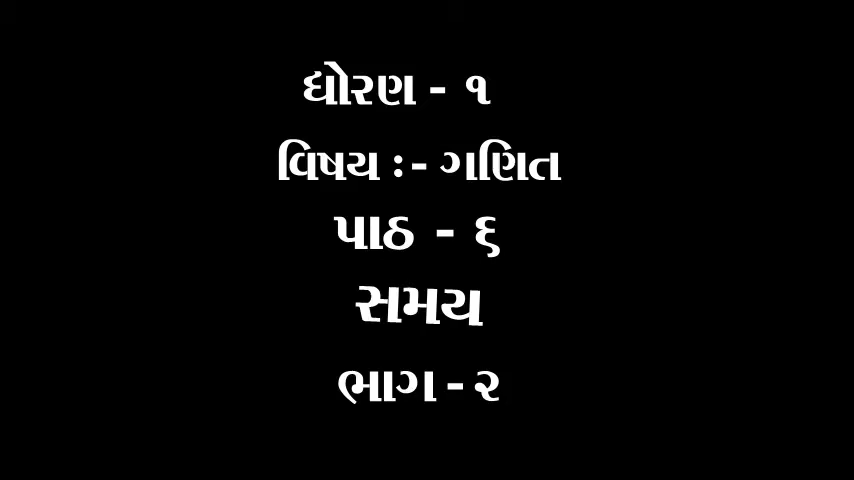 ધોરણ - ૧
વિષય :- ગણિત
પાઠ - ૬
સમય
ભાગ - ૨